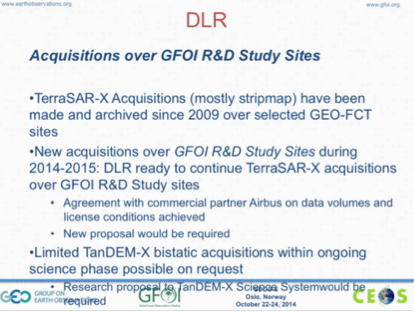 www.earthobservations.org
www.gfoi.org
DLR
Acquisitions over GFOI R&D Study Sites
•TerraSAR-X Acquisitions (mostly stripmap) have been
made and archived since 2009 over selected GEO-FCT
sites
•New acquisitions over GFOI R&D Study Sites during
2014-2015: DLR ready to continue TerraSAR-X acquisitions
over GFOI R&D Study sites
• Agreement with commercial partner Airbus on data volumes and
license conditions achieved
• New proposal would be required
•Limited TanDEM-X bistatic acquisitions within ongoing
science phase possible on request
• Research proposal to TanDEM-X Science Systemwould be
required
GEO GROUP ON
EARTH
GFOI
Oslo, Norway
October 22-24, 2014
CEOS